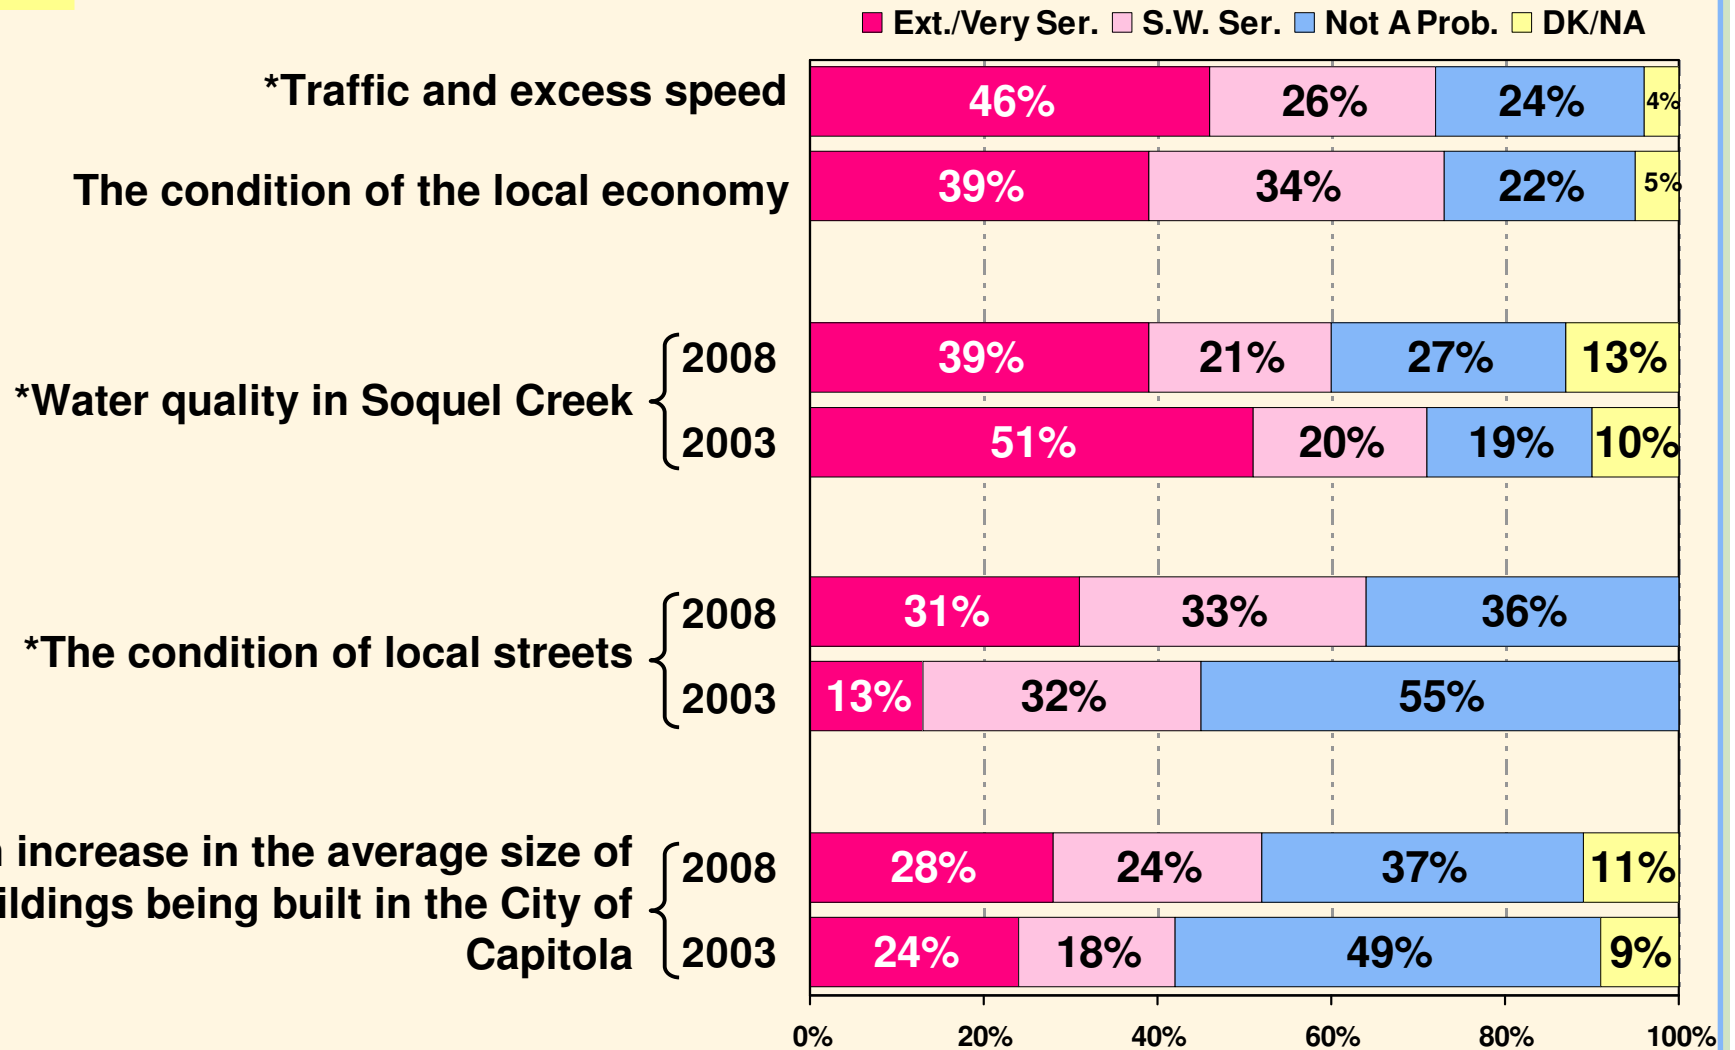 Ext./Very Ser. S.W. Ser. Not A Prob. DK/NA
*Traffic and excess speed 46% 26% 24% 4%
The condition of the local economy 39% 34% 22% 5%
2008 39% 21% 27% 13%
*Water quality in Soquel Creek
2003 51% 20% 19% 10%
2008 31% 33% 36%
*The condition of local streets
2003 13% 32% 55%
increase in the average size of
2008 28% 24% 37% 11%
ildings being built in the City of
Capitola
2003 24% 18% 49% 9%
0% 20% 40% 60% 80% 100%